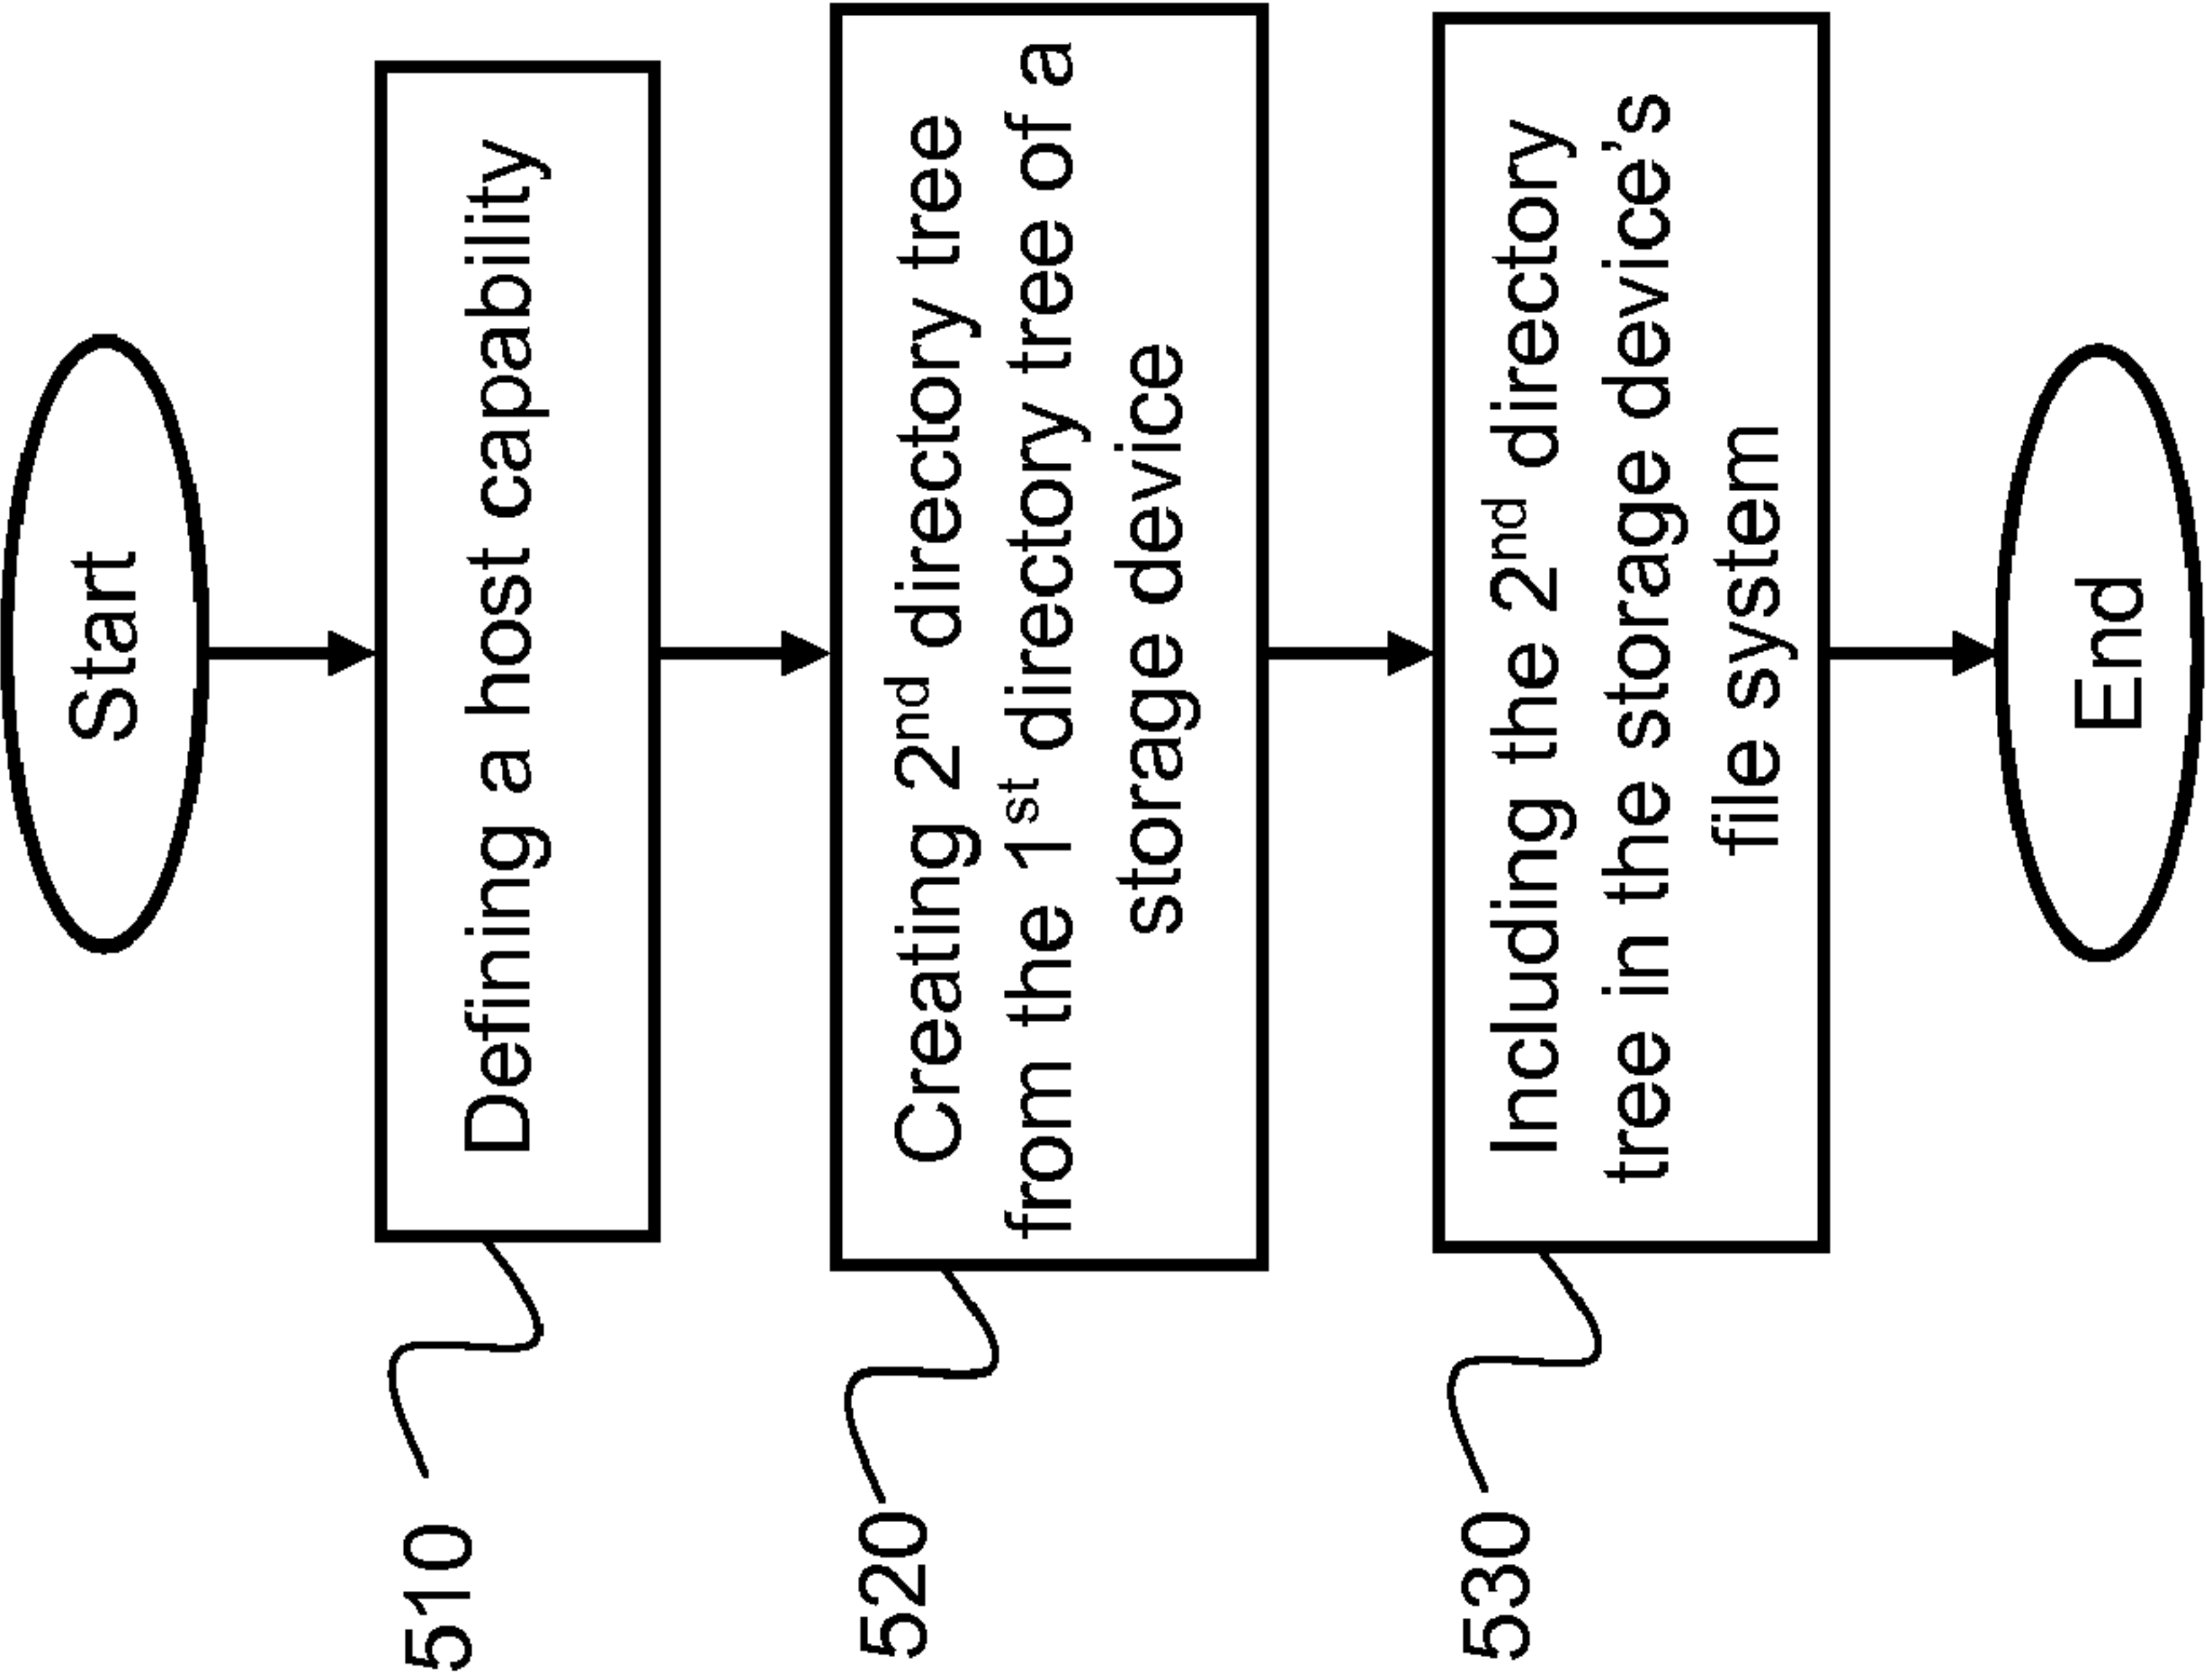 Start
510
Defining a host capability
520
Creating 2nd directory tree
from the 1st directory tree of a
storage device
530
Including the 2nd directory
tree in the storage device's
file system
End